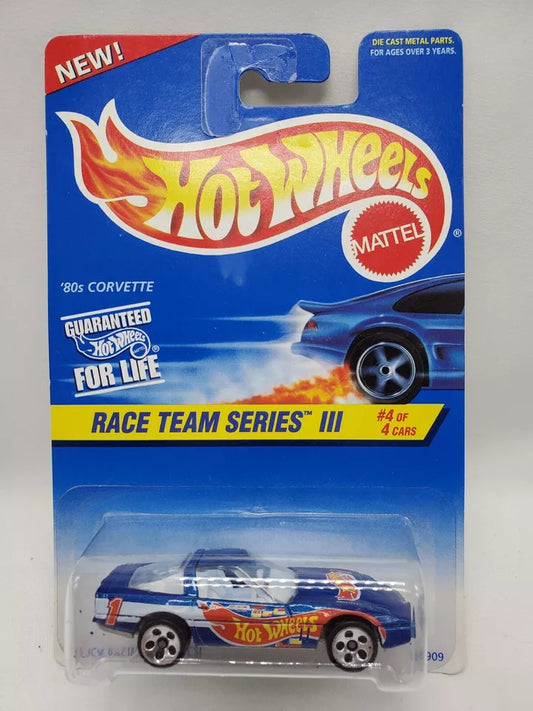 NEW!
DIE CAST METAL PARTS.
FOR AGES OVER 3 YEARS.
HOT WHEELS
MATTEL
®
'80s CORVETTE
GUARANTEED
Hot Wheels ®
FOR LIFE
RACE TEAM SERIES™ III
#4 OF
4 CARS
1
HOT WHEELS
909